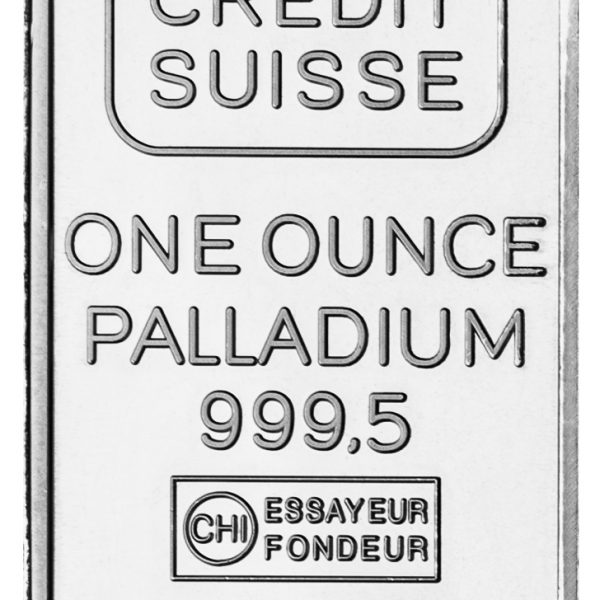 CREDIT
SUISSE
ONE OUNCE
PALLADIUM
999,5
CHI ESSAYEUR
FONDEUR